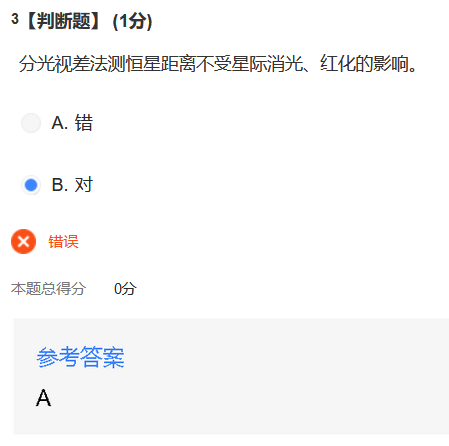 3【判断题】 (1分)
分光视差法测恒星距离不受星际消光、红化的影响。
A. 错
B. 对
错误
本题总得分 0分
参考答案
A